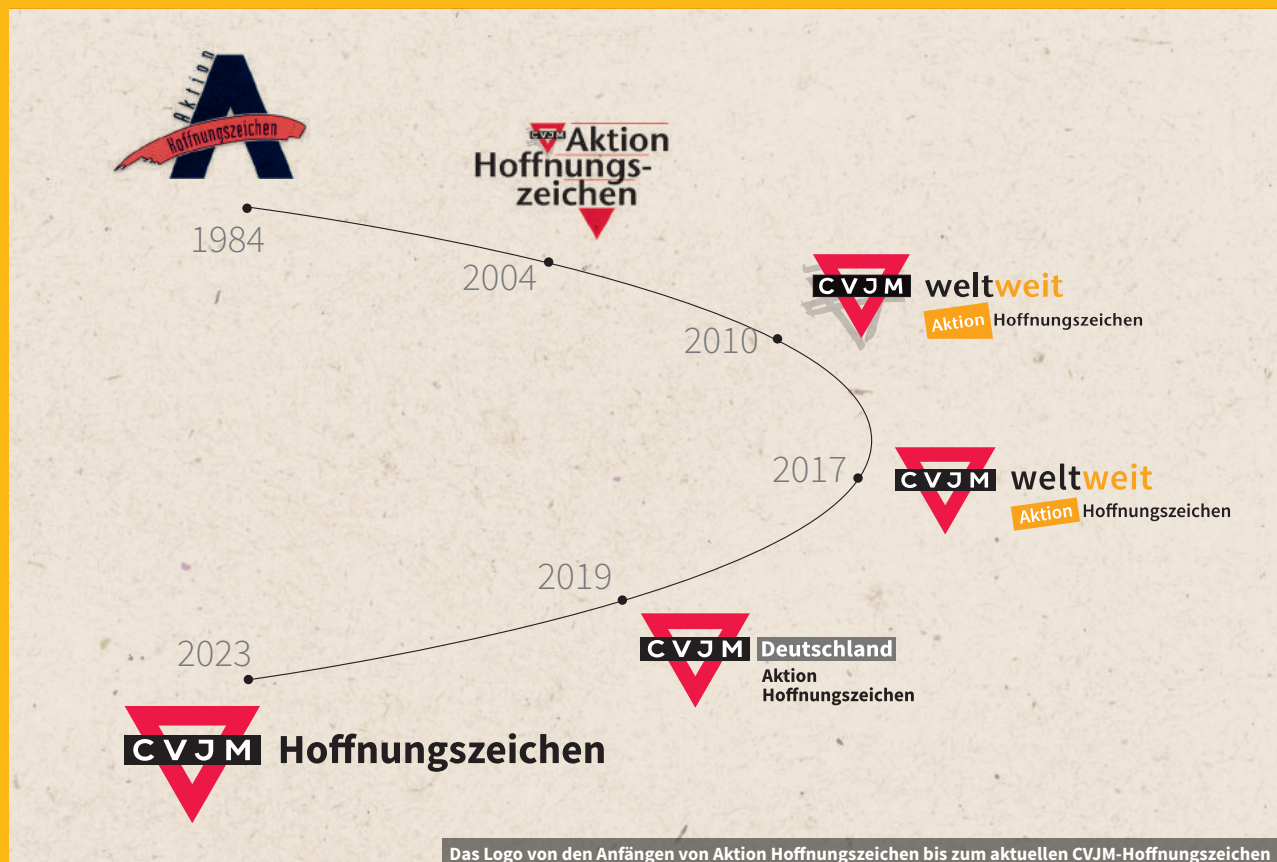 Aktion
Hoffnungszeichen
1984
CVJM Aktion
Hoffnungs-
zeichen
2004
CVJM weltweit
Aktion Hoffnungszeichen
2010
2017
CVJM weltweit
Aktion Hoffnungszeichen
2019
CVJM Deutschland
Aktion
Hoffnungszeichen
2023
CVJM Hoffnungszeichen
Das Logo von den Anfängen von Aktion Hoffnungszeichen bis zum aktuellen CVJM-Hoffnungszeichen